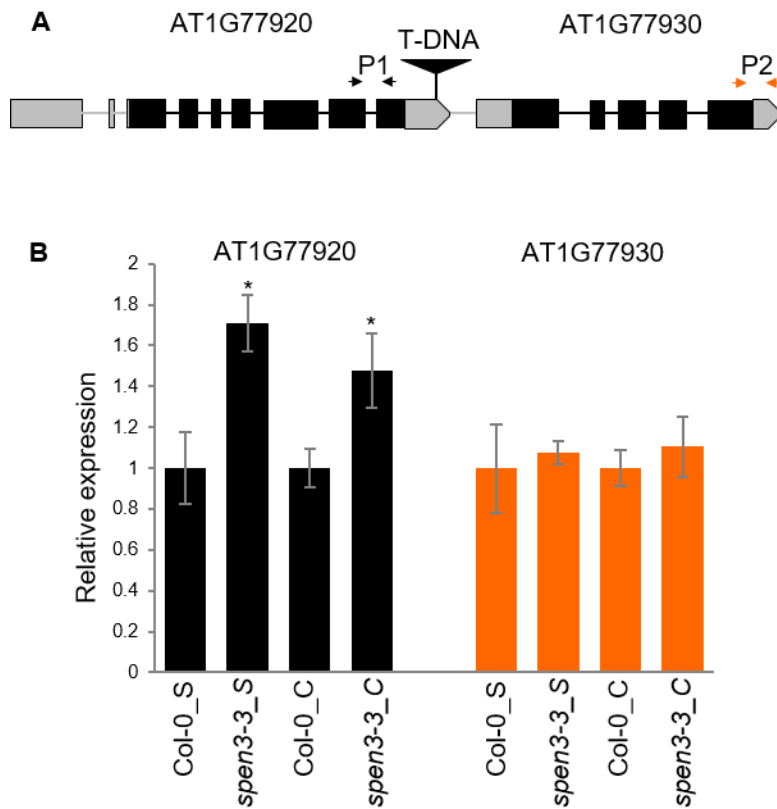 A
AT1G77920
T-DNA
AT1G77930
P1
P2
B
AT1G77920
AT1G77930
Relative expression
2
1.8
1.6
1.4
1.2
1
0.8
0.6
0.4
0.2
0
*
*
Col-0_S
spen3-3_S
Col-0_C
spen3-3_C
Col-0_S
spen3-3_S
Col-0_C
spen3-3_C